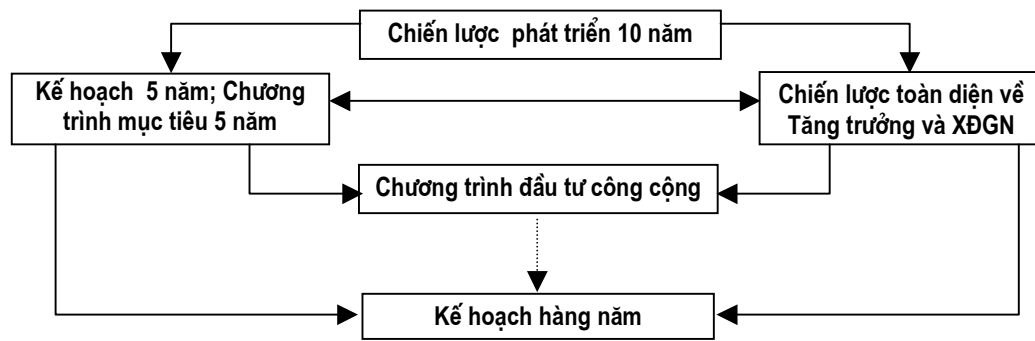 Chiến lược phát triển 10 năm
Kế hoạch 5 năm; Chương
trình mục tiêu 5 năm
Chiến lược toàn diện về
Tăng trưởng và XĐGN
Chương trình đầu tư công cộng
Kế hoạch hàng năm